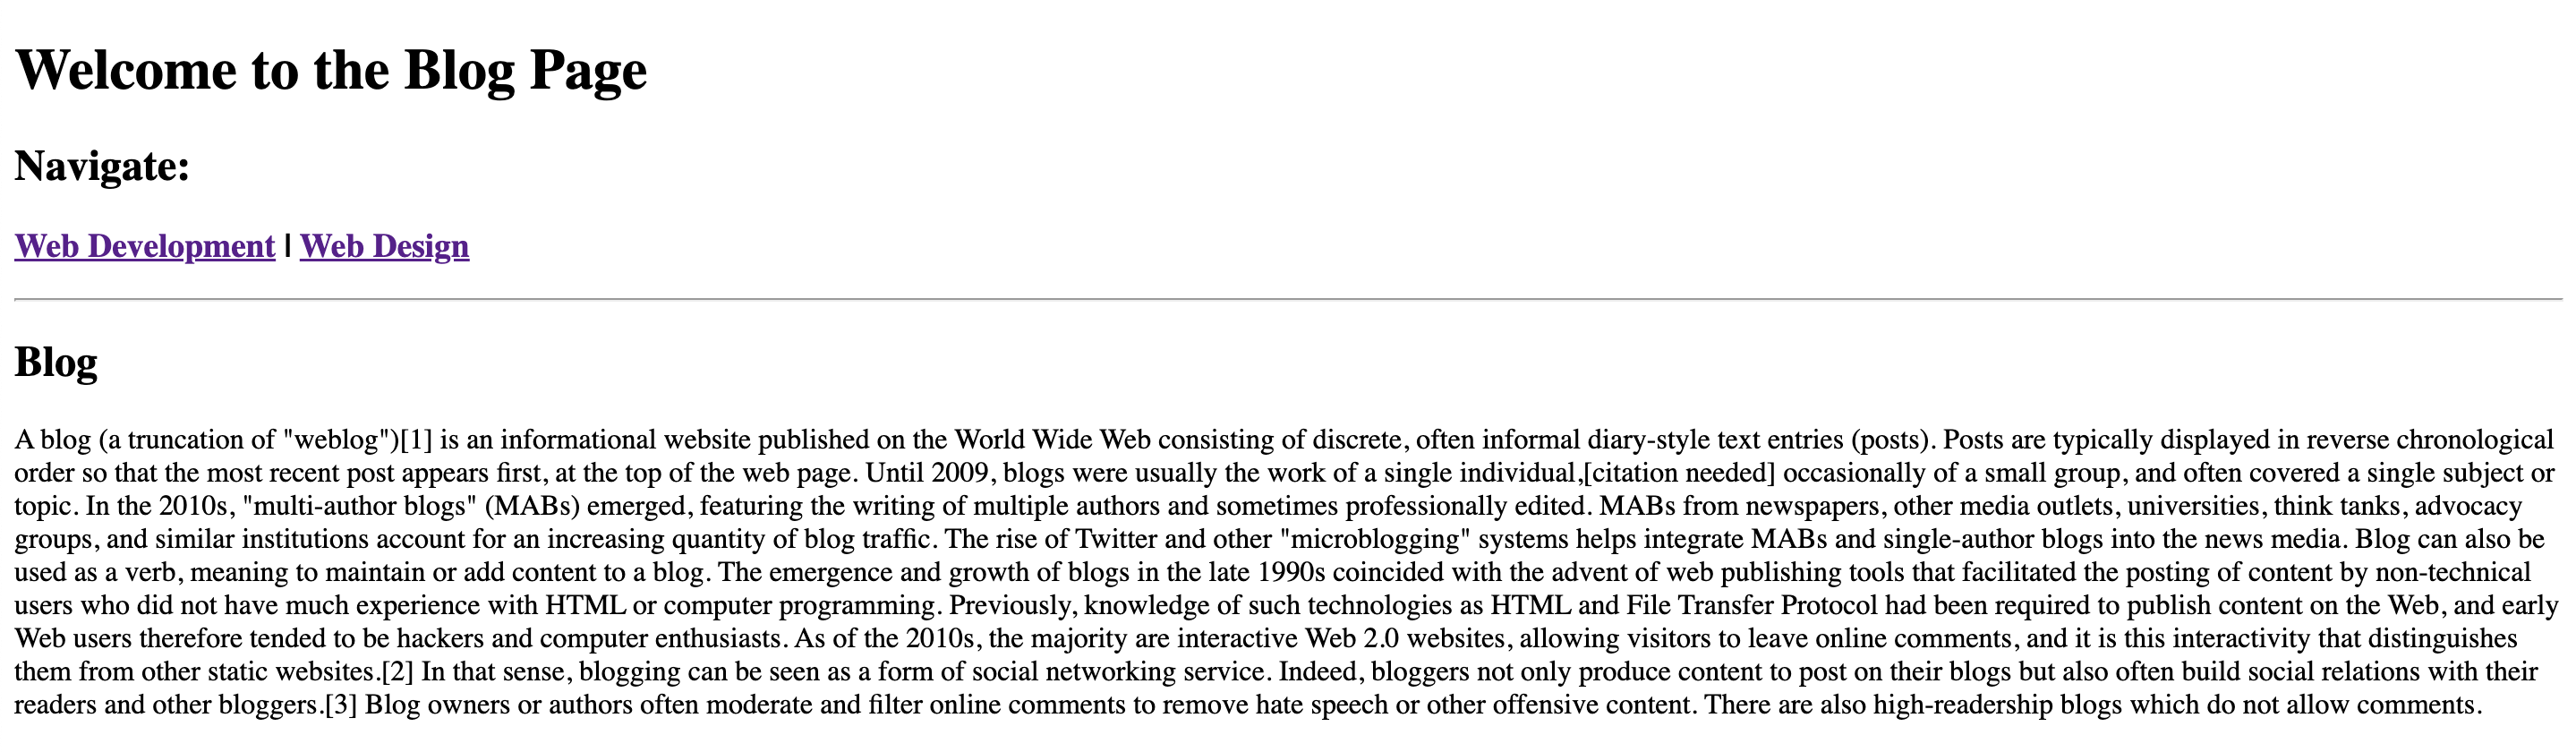 Welcome to the Blog Page
Navigate:
Web Development | Web Design
Blog
A blog (a truncation of "weblog")[1] is an informational website published on the World Wide Web consisting of discrete, often informal diary-style text entries (posts). Posts are typically displayed in reverse chronological
order so that the most recent post appears first, at the top of the web page. Until 2009, blogs were usually the work of a single individual,[citation needed] occasionally of a small group, and often covered a single subject or
topic. In the 2010s, "multi-author blogs" (MABs) emerged, featuring the writing of multiple authors and sometimes professionally edited. MABs from newspapers, other media outlets, universities, think tanks, advocacy
groups, and similar institutions account for an increasing quantity of blog traffic. The rise of Twitter and other "microblogging" systems helps integrate MABs and single-author blogs into the news media. Blog can also be
used as a verb, meaning to maintain or add content to a blog. The emergence and growth of blogs in the late 1990s coincided with the advent of web publishing tools that facilitated the posting of content by non-technical
users who did not have much experience with HTML or computer programming. Previously, knowledge of such technologies as HTML and File Transfer Protocol had been required to publish content on the Web, and early
Web users therefore tended to be hackers and computer enthusiasts. As of the 2010s, the majority are interactive Web 2.0 websites, allowing visitors to leave online comments, and it is this interactivity that distinguishes
them from other static websites.[2] In that sense, blogging can be seen as a form of social networking service. Indeed, bloggers not only produce content to post on their blogs but also often build social relations with their
readers and other bloggers.[3] Blog owners or authors often moderate and filter online comments to remove hate speech or other offensive content. There are also high-readership blogs which do not allow comments.